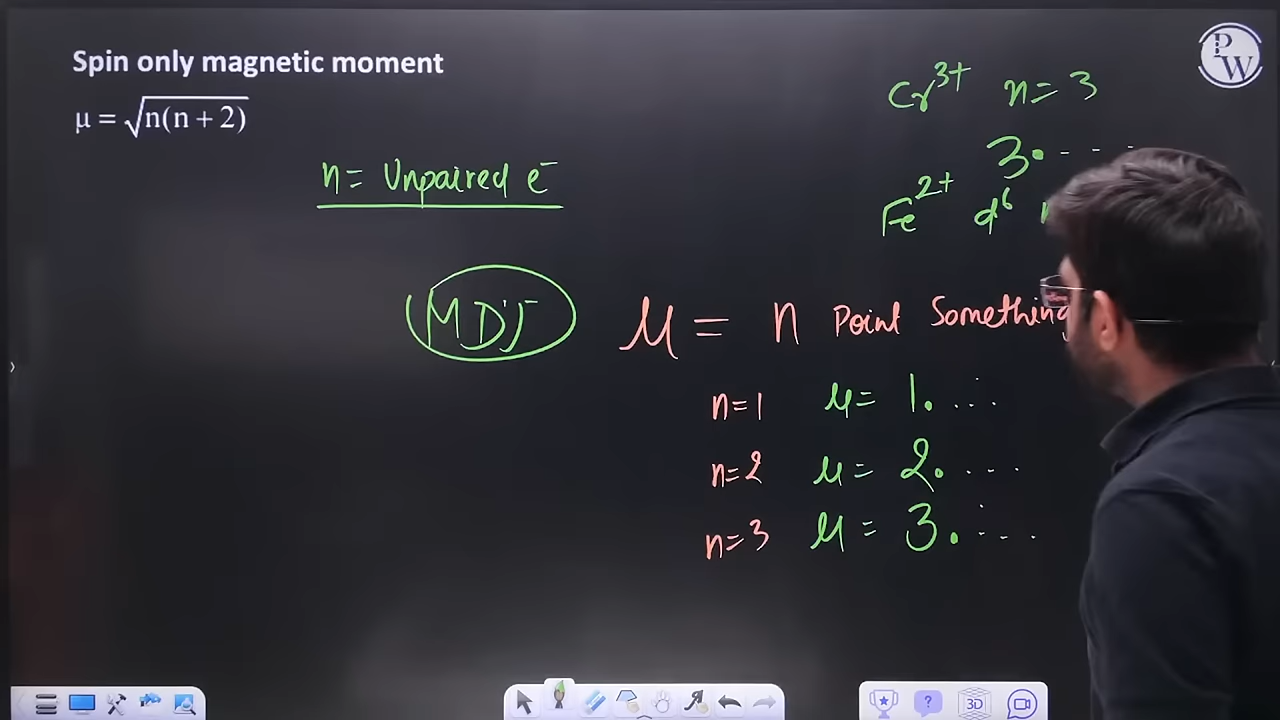 Spin only magnetic moment
μ = √n(n + 2)
n = Unpaired e⁻
Cr³⁺ n = 3
3. - - -
Fe²⁺ d⁶
μ = n Point Something
n=1 μ = 1. ...
n=2 μ = 2. ...
n=3 μ = 3. ...
PW
3D